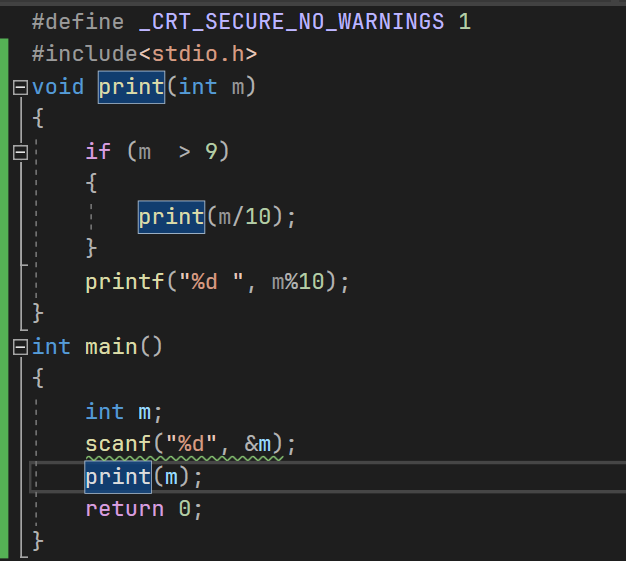 #define _CRT_SECURE_NO_WARNINGS 1
#include<stdio.h>
void print(int m)
{
if (m  > 9)
{
print(m/10);
}
printf("%d ", m%10);
}
int main()
{
int m;
scanf("%d", &m);
print(m);
return 0;
}